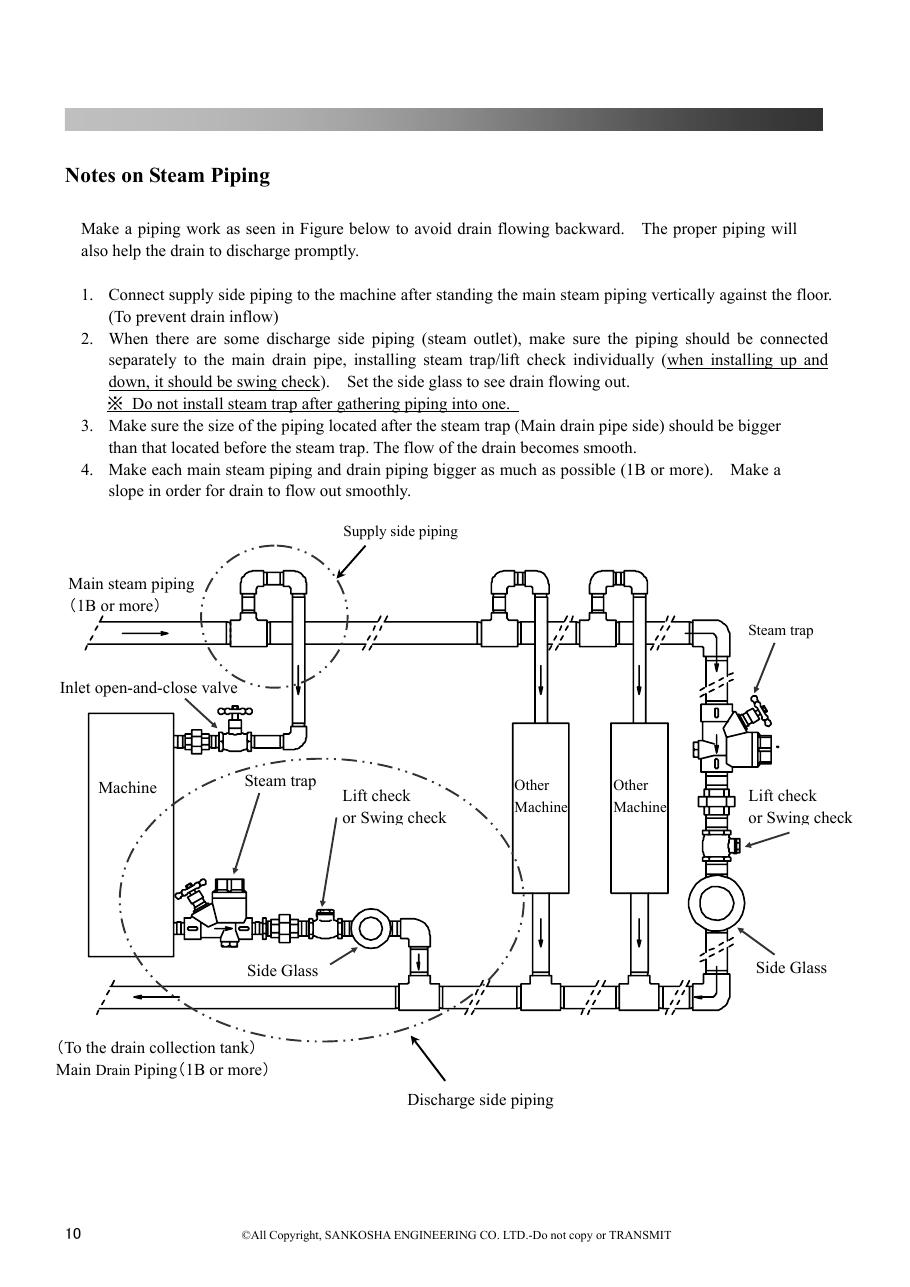 Notes on Steam Piping
Make a piping work as seen in Figure below to avoid drain flowing backward. The proper piping will
also help the drain to discharge promptly.
1. Connect supply side piping to the machine after standing the main steam piping vertically against the floor.
(To prevent drain inflow)
2. When there are some discharge side piping (steam outlet), make sure the piping should be connected
separately to the main drain pipe, installing steam trap/lift check individually (when installing up and
down, it should be swing check). Set the side glass to see drain flowing out.
※ Do not install steam trap after gathering piping into one.
3. Make sure the size of the piping located after the steam trap (Main drain pipe side) should be bigger
than that located before the steam trap. The flow of the drain becomes smooth.
4. Make each main steam piping and drain piping bigger as much as possible (1B or more). Make a
slope in order for drain to flow out smoothly.
Supply side piping
Main steam piping
（1B or more）
Steam trap
Inlet open-and-close valve
Machine
Steam trap
Lift check
or Swing check
Other
Machine
Other
Machine
Lift check
or Swing check
Side Glass
Side Glass
（To the drain collection tank）
Main Drain Piping（1B or more）
Discharge side piping
10
©All Copyright, SANKOSHA ENGINEERING CO. LTD.-Do not copy or TRANSMIT